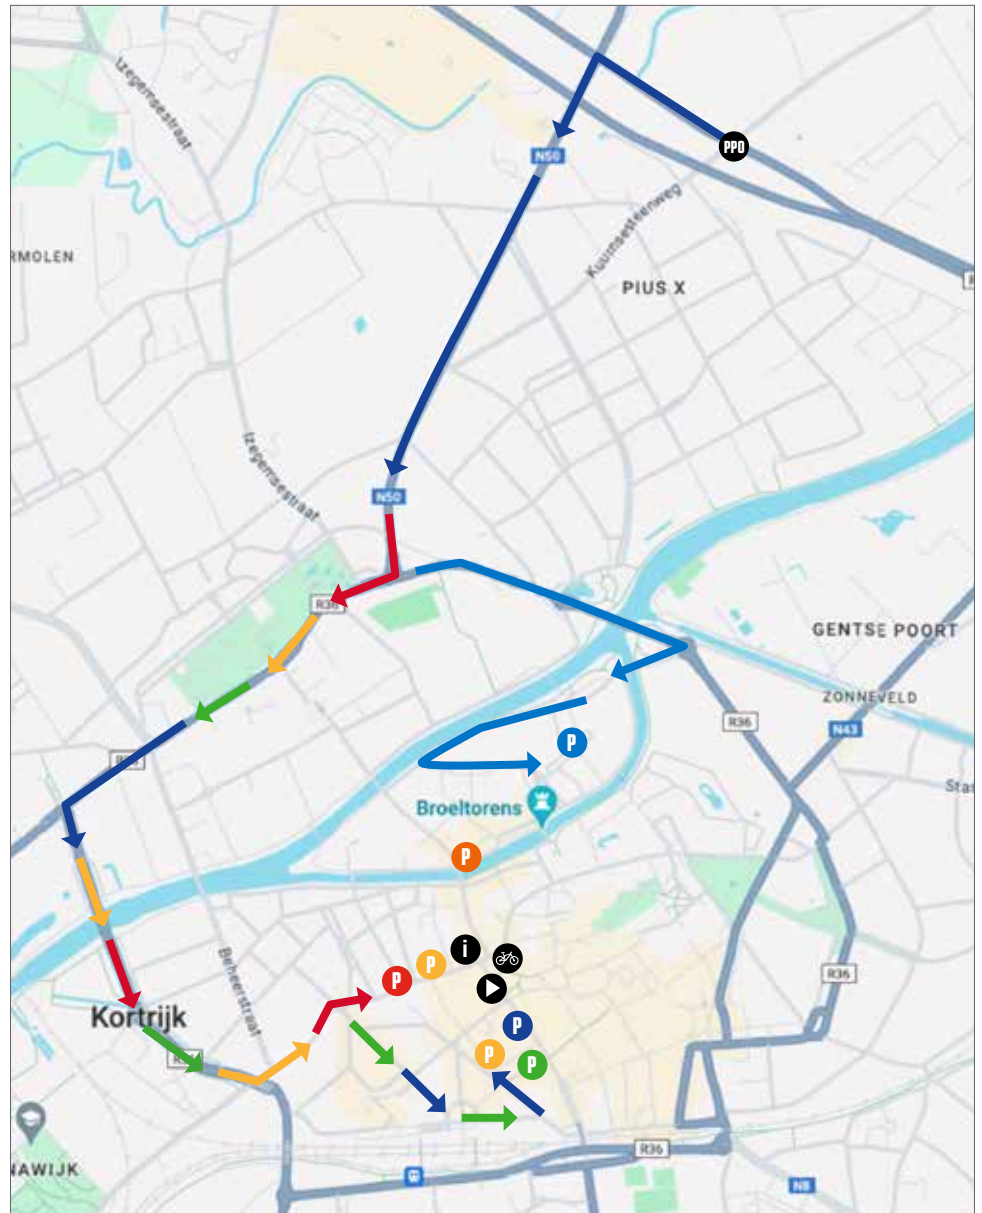 Izegemsestraat
PPO
N50
RMOLEN
Kuurnsesteenweg
PIUS X
R
Izegemsestraat
N50
R36
GENTSE POORT
ZONNEVELD
R36
N43
P
Broeltorens
P
i
P
P
Beheerstraat
R36
Kortrijk
P
P
P
R36
N8
NAWIJK